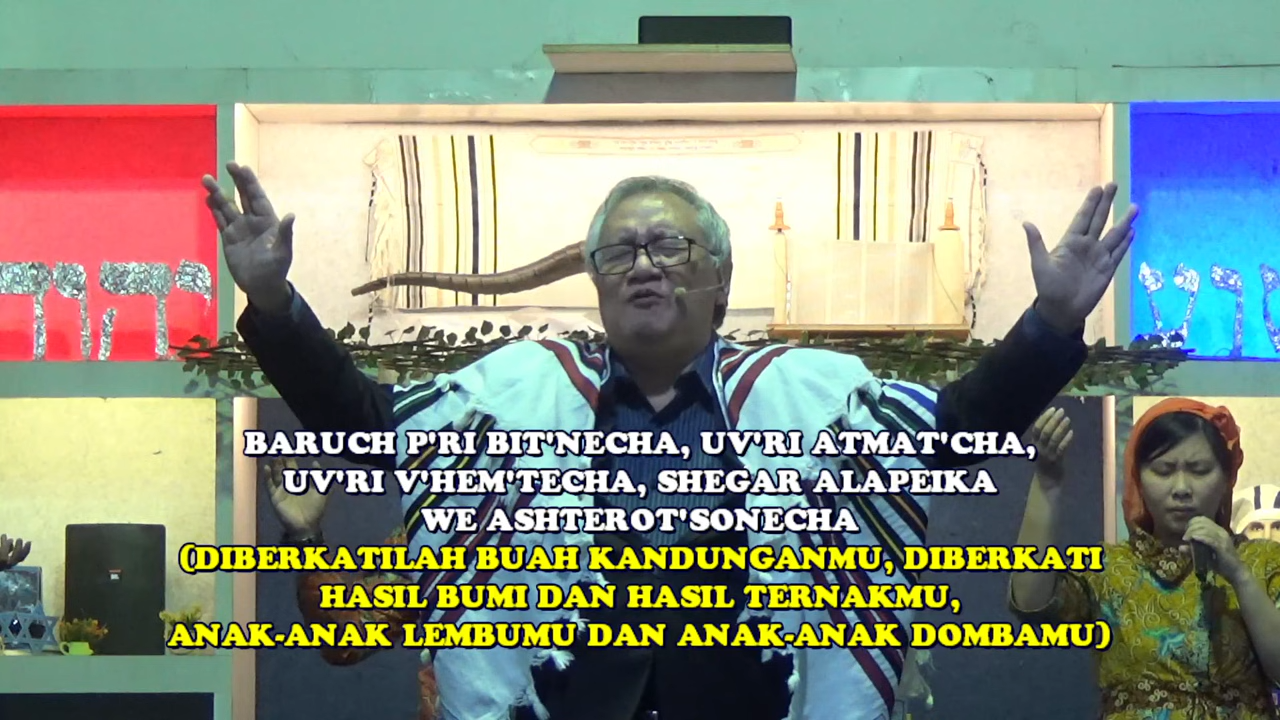 יהוה
BARUCH P'RI BIT'NECHA, UV'RI ATMAT'CHA,
UV'RI V'HEM'TECHA, SHEGAR ALAPEIKA
WE ASHTEROT'SONECHA
(DIBERKATILAH BUAH KANDUNGANMU, DIBERKATI
HASIL BUMI DAN HASIL TERNAKMU,
ANAK-ANAK LEMBUMU DAN ANAK-ANAK DOMBAMU)